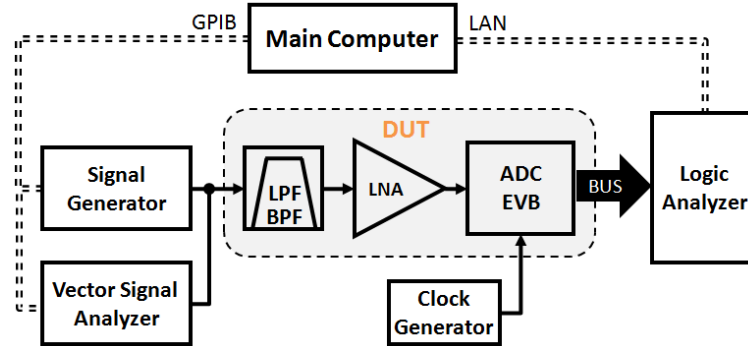 GPIB
Main Computer
LAN
DUT
Signal
Generator
LPF
BPF
LNA
ADC
EVB
BUS
Logic
Analyzer
Vector Signal
Analyzer
Clock
Generator